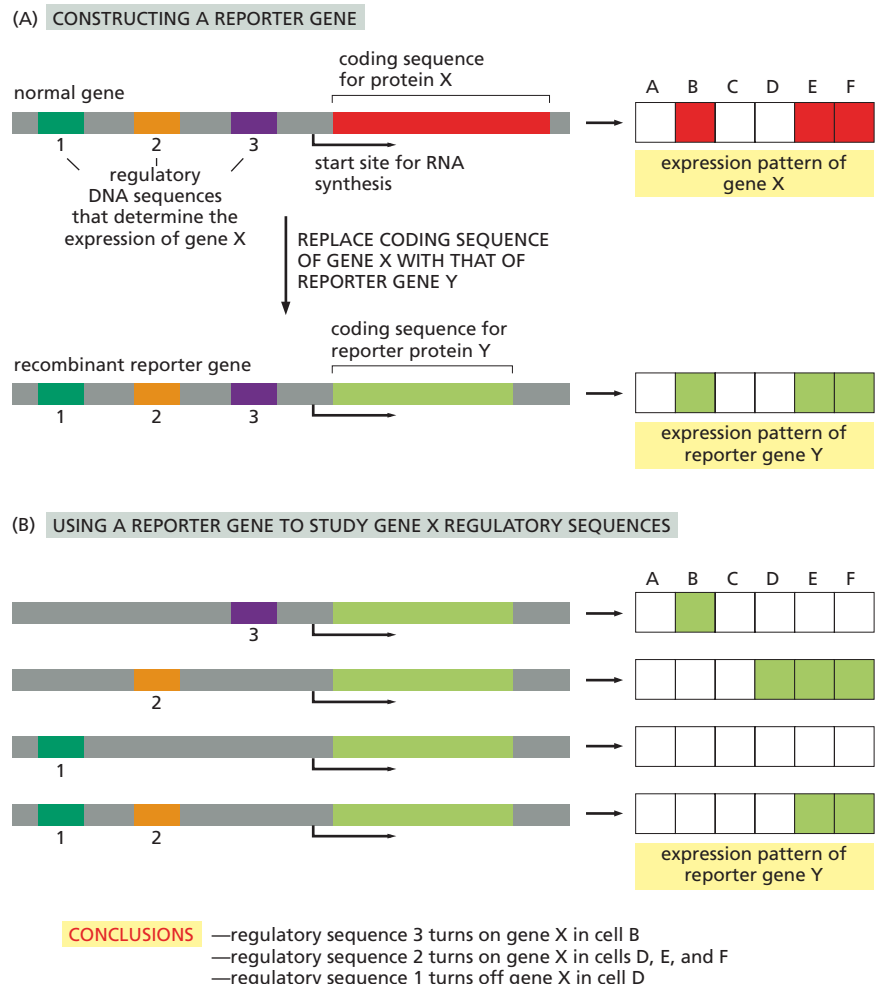 (A) CONSTRUCTING A REPORTER GENE
coding sequence
for protein X
normal gene
A B C D E F
1 2 3
start site for RNA
synthesis
regulatory
DNA sequences
that determine the
expression of gene X
expression pattern of
gene X
REPLACE CODING SEQUENCE
OF GENE X WITH THAT OF
REPORTER GENE Y
coding sequence for
reporter protein Y
recombinant reporter gene
1 2 3
expression pattern of
reporter gene Y
(B) USING A REPORTER GENE TO STUDY GENE X REGULATORY SEQUENCES
A B C D E F
3
2
1
1 2
expression pattern of
reporter gene Y
CONCLUSIONS —regulatory sequence 3 turns on gene X in cell B
—regulatory sequence 2 turns on gene X in cells D, E, and F
—regulatory sequence 1 turns off gene X in cell D